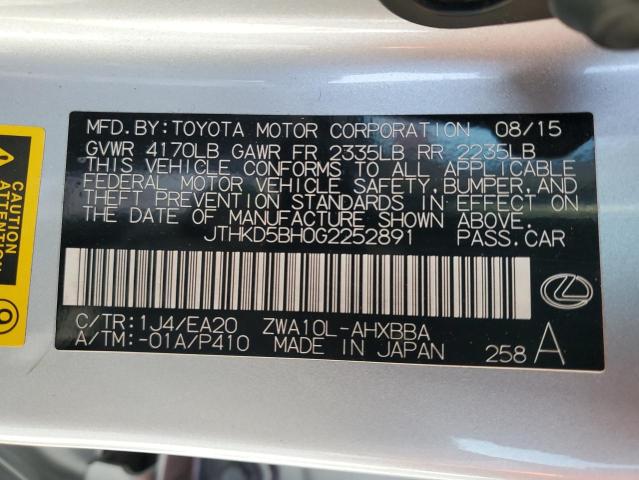 MFD. BY: TOYOTA MOTOR CORPORATION 08/15
GVWR 4170LB GAWR FR 2335LB RR 2235LB
THIS VEHICLE CONFORMS TO ALL APPLICABLE
FEDERAL MOTOR VEHICLE SAFETY, BUMPER, AND
THEFT PREVENTION STANDARDS IN EFFECT ON
THE DATE OF MANUFACTURE SHOWN ABOVE.
JTHKD5BH0G2252891 PASS. CAR
C/TR: 1J4/EA20 ZWA10L-AHXBBA
A/TM: -01A/P410 MADE IN JAPAN 258 A
ATTENTION